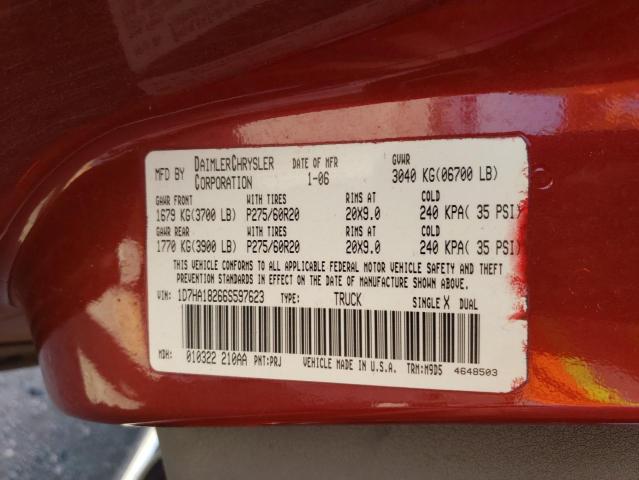 MFD BY DAIMLERCHRYSLER CORPORATION DATE OF MFR 1-06 GVWR 3040 KG(06700 LB)
GAWR FRONT WITH TIRES RIMS AT COLD
1679 KG(3700 LB) P275/60R20 20X9.0 240 KPA( 35 PSI)
GAWR REAR WITH TIRES RIMS AT COLD
1770 KG(3900 LB) P275/60R20 20X9.0 240 KPA( 35 PSI)
THIS VEHICLE CONFORMS TO ALL APPLICABLE FEDERAL MOTOR VEHICLE SAFETY AND THEFT
PREVENTION STANDARDS IN EFFECT ON THE DATE OF MANUFACTURE SHOWN ABOVE.
VIN: 1D7HA18266S597623 TYPE: TRUCK SINGLE X DUAL
MDH: 010322 210AA PNT:PRJ VEHICLE MADE IN U.S.A. TRM:M9D5 4648503